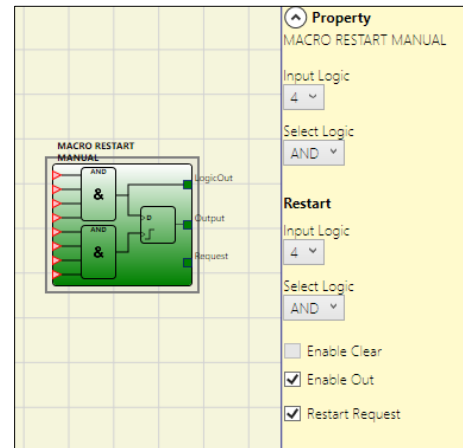 Property
MACRO RESTART MANUAL
Input Logic
4
Select Logic
AND
Restart
Input Logic
4
Select Logic
AND
Enable Clear
Enable Out
Restart Request
MACRO RESTART
MANUAL
AND
&
LogicOut
D
Output
AND
&
Request